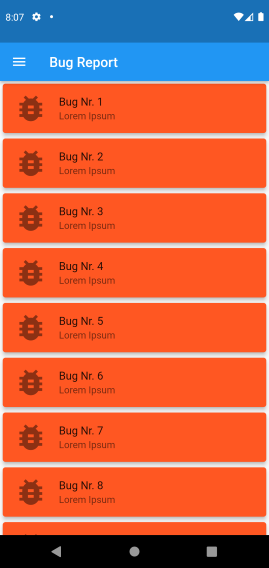 8:07
Bug Report
Bug Nr. 1
Lorem Ipsum
Bug Nr. 2
Lorem Ipsum
Bug Nr. 3
Lorem Ipsum
Bug Nr. 4
Lorem Ipsum
Bug Nr. 5
Lorem Ipsum
Bug Nr. 6
Lorem Ipsum
Bug Nr. 7
Lorem Ipsum
Bug Nr. 8
Lorem Ipsum